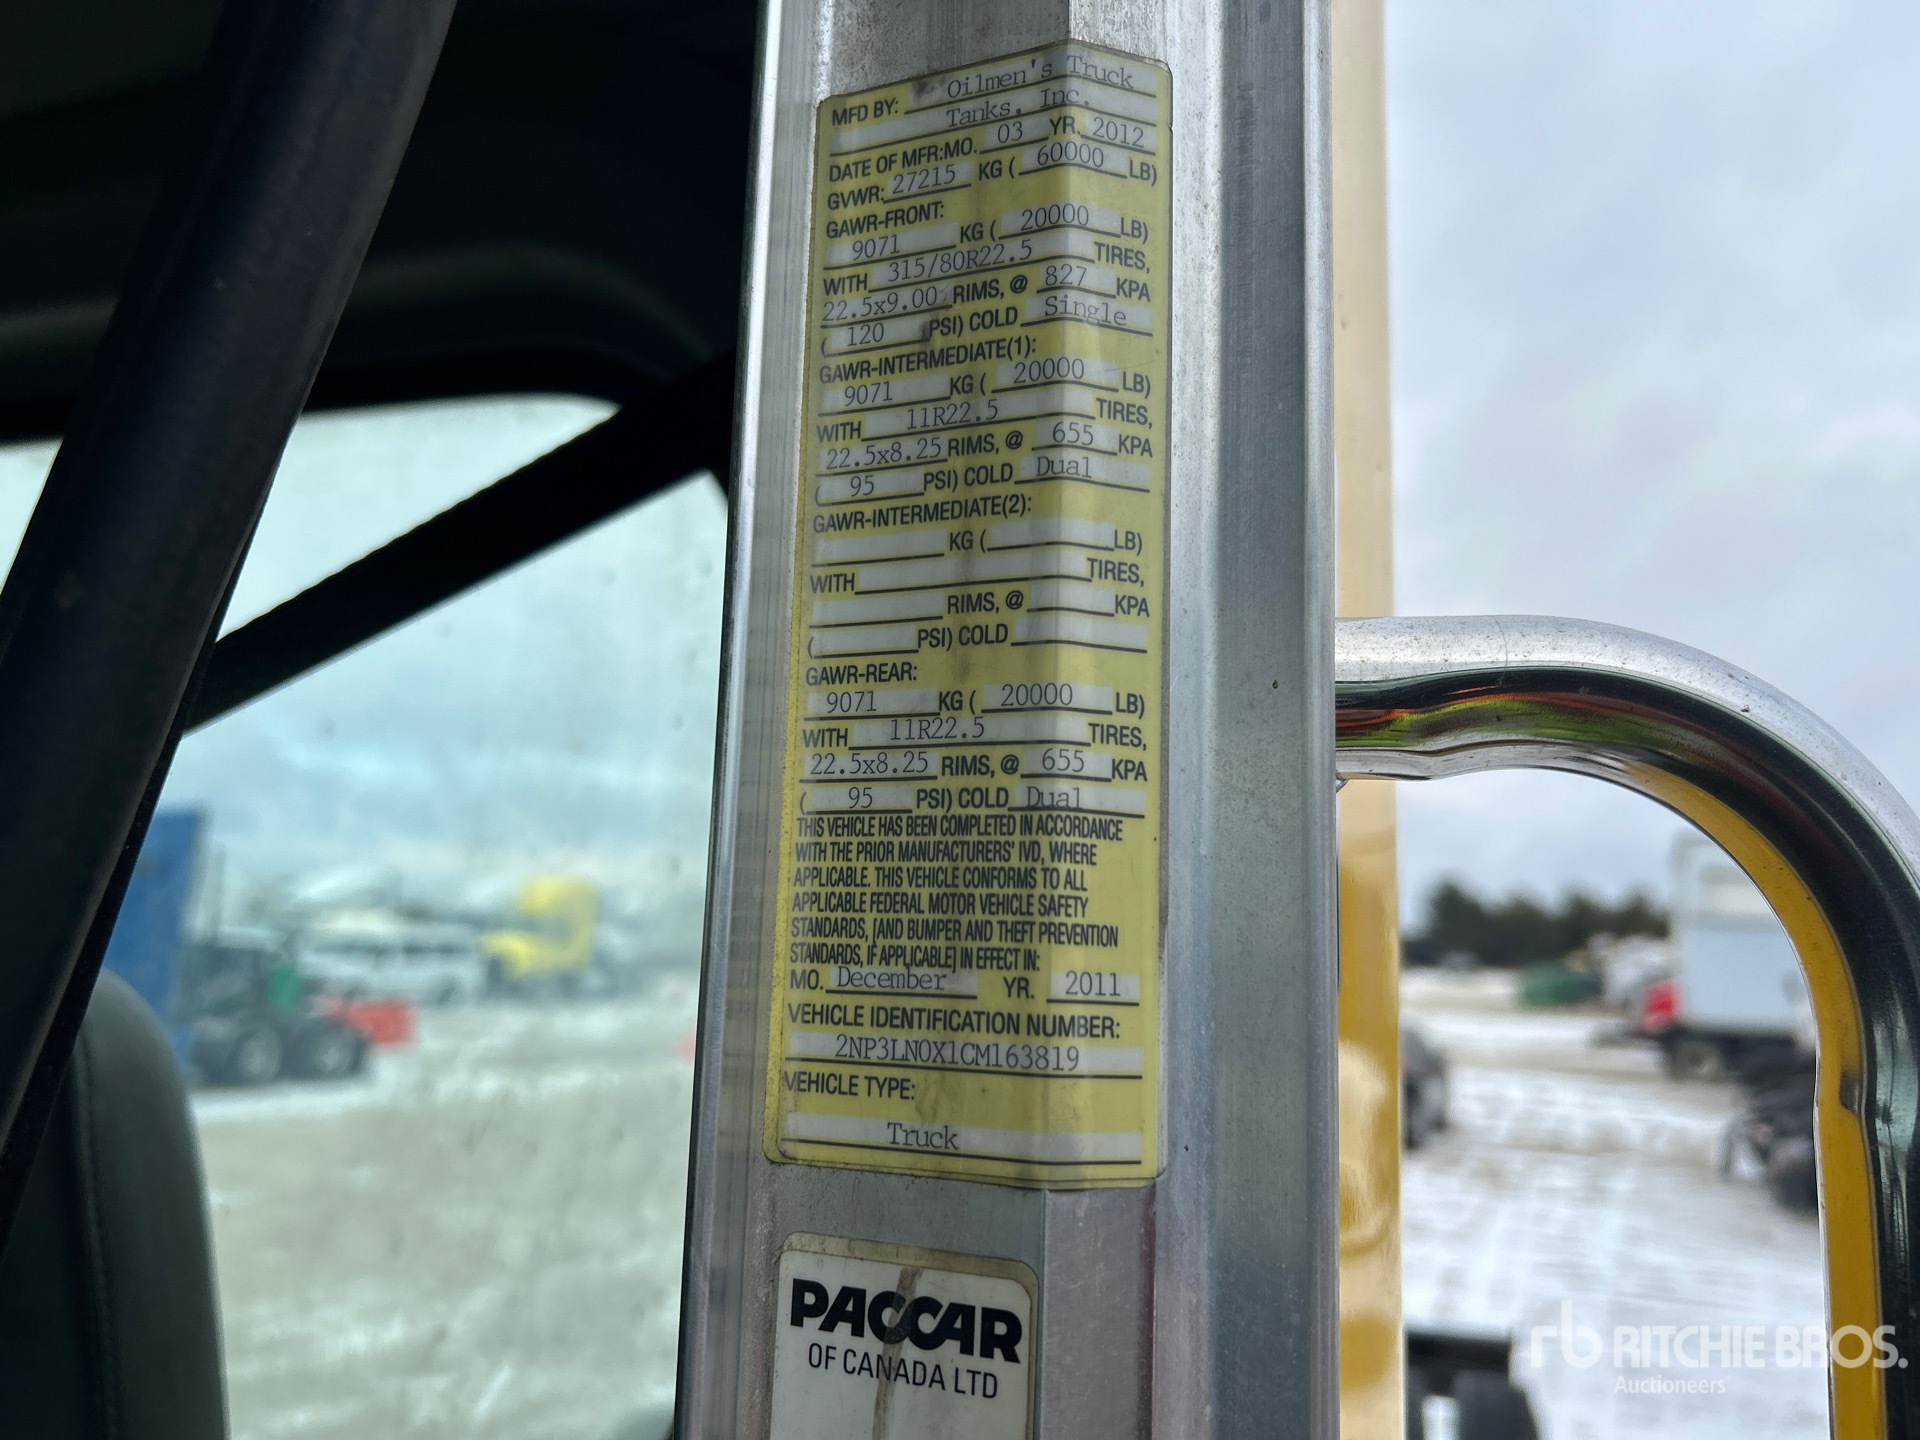 MFD BY: Oilmen's Truck
Tanks, Inc.
DATE OF MFR:MO. 03 YR. 2012
GVWR: 27215 KG ( 60000 LB)
GAWR-FRONT:
9071 KG ( 20000 LB)
WITH 315/80R22.5 TIRES,
22.5x9.00 RIMS, @ 827 KPA
( 120 PSI) COLD Single
GAWR-INTERMEDIATE(1):
9071 KG ( 20000 LB)
WITH 11R22.5 TIRES,
22.5x8.25 RIMS, @ 655 KPA
( 95 PSI) COLD Dual
GAWR-INTERMEDIATE(2):
KG ( LB)
WITH TIRES,
RIMS, @ KPA
( PSI) COLD
GAWR-REAR:
9071 KG ( 20000 LB)
WITH 11R22.5 TIRES,
22.5x8.25 RIMS, @ 655 KPA
( 95 PSI) COLD Dual
THIS VEHICLE HAS BEEN COMPLETED IN ACCORDANCE
WITH THE PRIOR MANUFACTURERS' IVD, WHERE
APPLICABLE. THIS VEHICLE CONFORMS TO ALL
APPLICABLE FEDERAL MOTOR VEHICLE SAFETY
STANDARDS, [AND BUMPER AND THEFT PREVENTION
STANDARDS, IF APPLICABLE] IN EFFECT IN:
MO. December YR. 2011
VEHICLE IDENTIFICATION NUMBER:
2NP3LN0X1CM163819
VEHICLE TYPE:
Truck
PACCAR
OF CANADA LTD
rb RITCHIE BROS.
Auctioneers